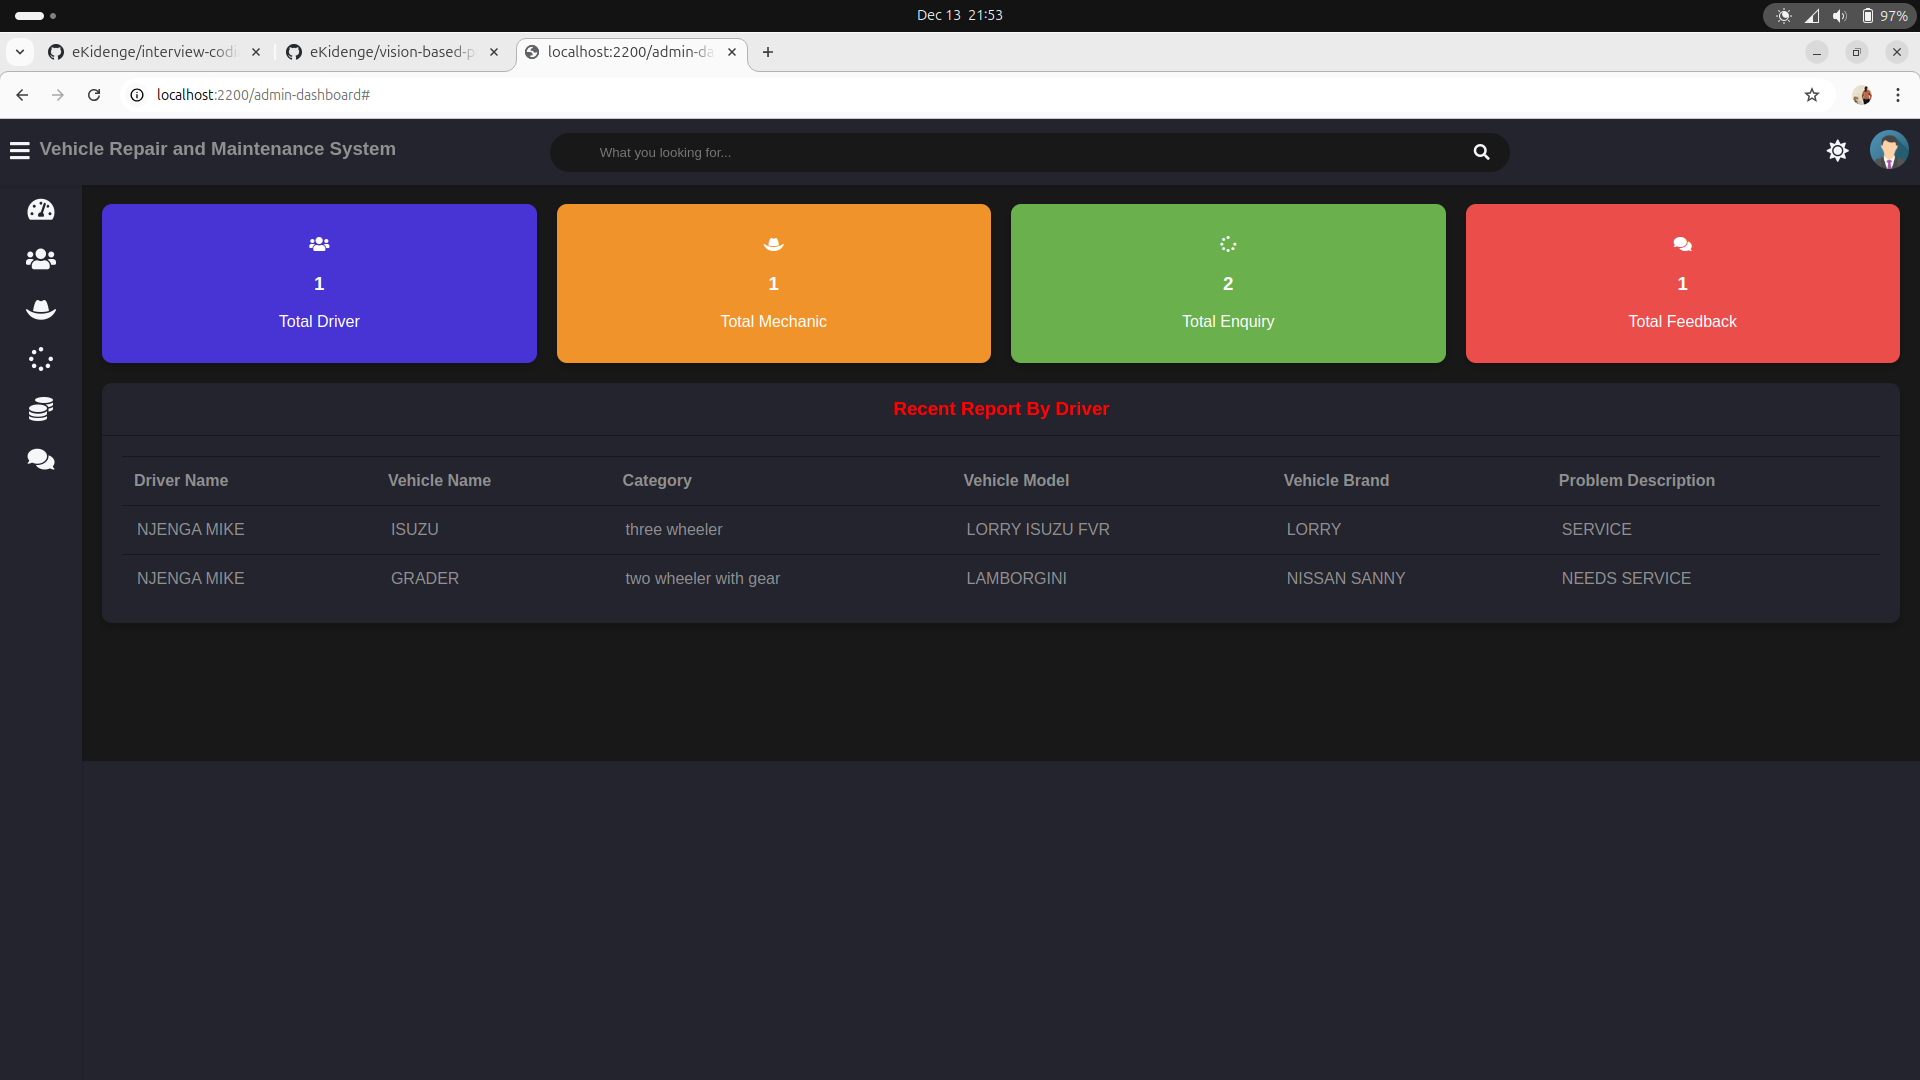 Dec 13 21:53
97%
eKidenge/interview-codi
eKidenge/vision-based-p
localhost:2200/admin-da
localhost:2200/admin-dashboard#
Vehicle Repair and Maintenance System
What you looking for...
1
Total Driver
1
Total Mechanic
2
Total Enquiry
1
Total Feedback
Recent Report By Driver
Driver Name Vehicle Name Category Vehicle Model Vehicle Brand Problem Description
NJENGA MIKE ISUZU three wheeler LORRY ISUZU FVR LORRY SERVICE
NJENGA MIKE GRADER two wheeler with gear LAMBORGINI NISSAN SANNY NEEDS SERVICE